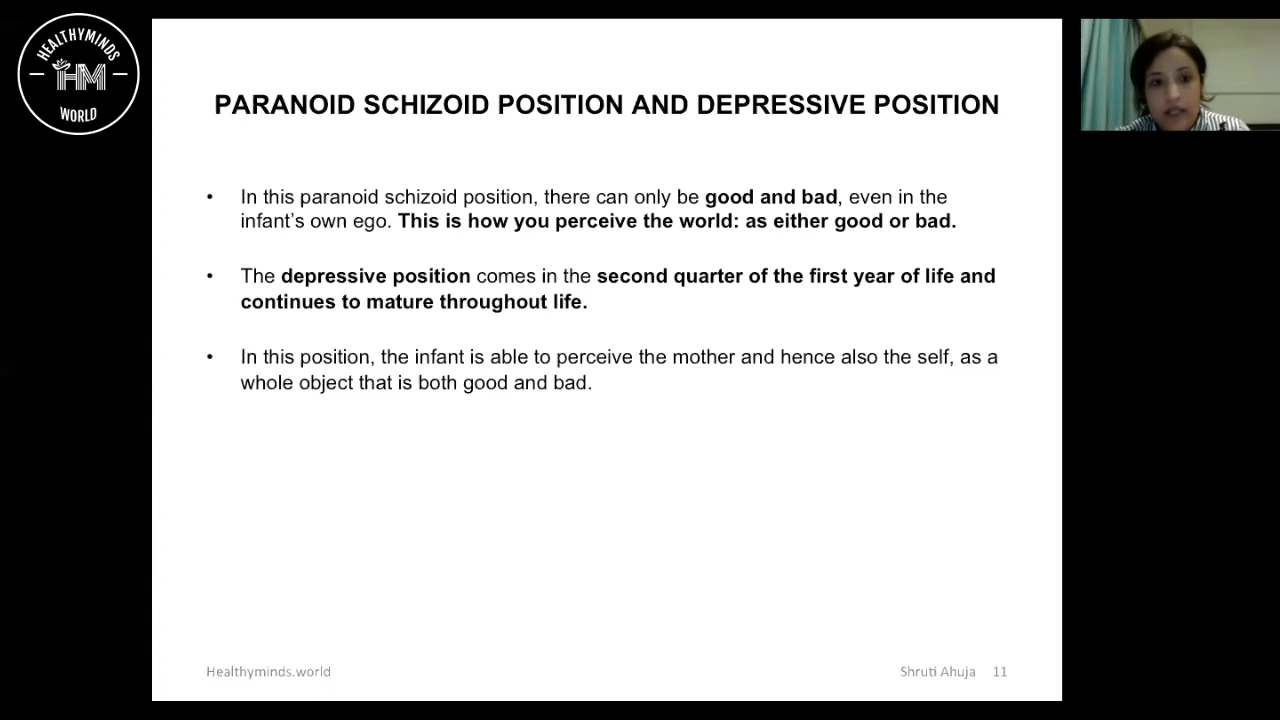 HEALTHYMINDS
HM
WORLD
PARANOID SCHIZOID POSITION AND DEPRESSIVE POSITION
• In this paranoid schizoid position, there can only be good and bad, even in the
infant’s own ego. This is how you perceive the world: as either good or bad.
• The depressive position comes in the second quarter of the first year of life and
continues to mature throughout life.
• In this position, the infant is able to perceive the mother and hence also the self, as a
whole object that is both good and bad.
Healthyminds.world
Shruti Ahuja 11